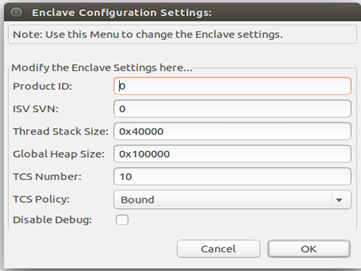 Enclave Configuration Settings:
Note: Use this Menu to change the Enclave settings.
Modify the Enclave Settings here...
Product ID: 0
ISV SVN: 0
Thread Stack Size: 0x40000
Global Heap Size: 0x100000
TCS Number: 10
TCS Policy: Bound
Disable Debug:
Cancel OK